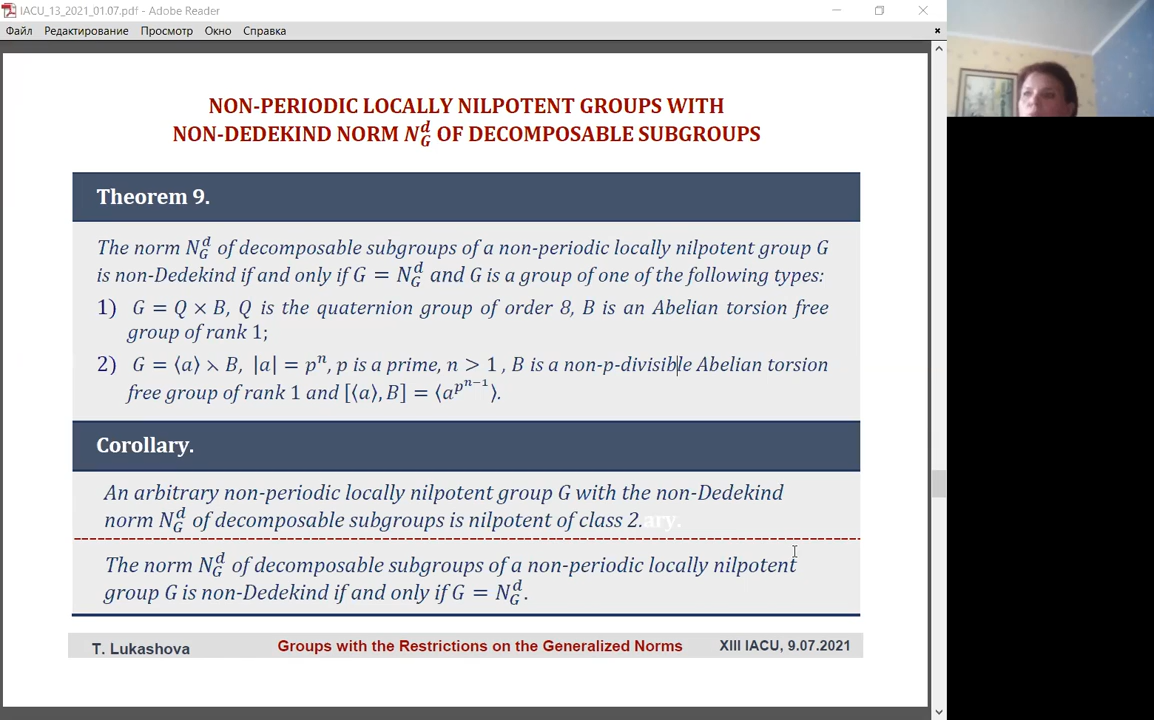 IACU_13_2021_01.07.pdf - Adobe Reader
Файл Редактирование Просмотр Окно Справка
NON-PERIODIC LOCALLY NILPOTENT GROUPS WITH
NON-DEDEKIND NORM N_G^d OF DECOMPOSABLE SUBGROUPS
Theorem 9.
The norm N_G^d of decomposable subgroups of a non-periodic locally nilpotent group G
is non-Dedekind if and only if G = N_G^d and G is a group of one of the following types:
1) G = Q × B, Q is the quaternion group of order 8, B is an Abelian torsion free
group of rank 1;
2) G = ⟨a⟩ ⋋ B, |a| = p^n, p is a prime, n > 1 , B is a non-p-divisible Abelian torsion
free group of rank 1 and [⟨a⟩, B] = ⟨a^{p^{n−1}}⟩.
Corollary.
An arbitrary non-periodic locally nilpotent group G with the non-Dedekind
norm N_G^d of decomposable subgroups is nilpotent of class 2.ary.
The norm N_G^d of decomposable subgroups of a non-periodic locally nilpotent
group G is non-Dedekind if and only if G = N_G^d.
T. Lukashova Groups with the Restrictions on the Generalized Norms XIII IACU, 9.07.2021